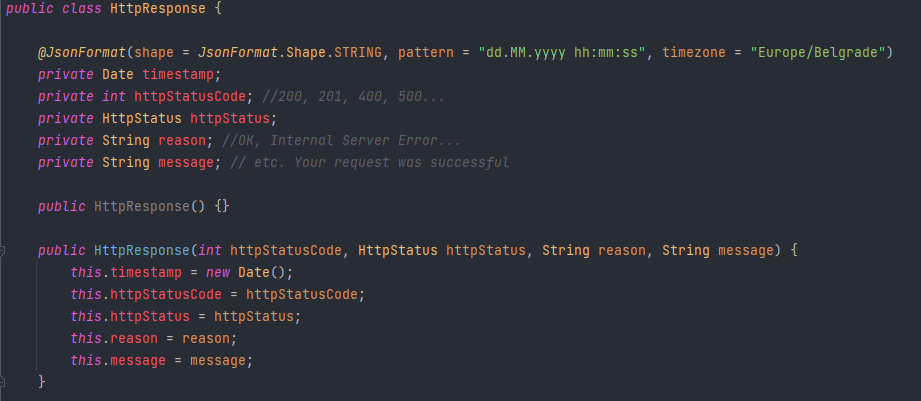 public class HttpResponse {
@JsonFormat(shape = JsonFormat.Shape.STRING, pattern = "dd.MM.yyyy hh:mm:ss", timezone = "Europe/Belgrade")
private Date timestamp;
private int httpStatusCode; //200, 201, 400, 500...
private HttpStatus httpStatus;
private String reason; //OK, Internal Server Error...
private String message; // etc. Your request was successful
public HttpResponse() {}
public HttpResponse(int httpStatusCode, HttpStatus httpStatus, String reason, String message) {
this.timestamp = new Date();
this.httpStatusCode = httpStatusCode;
this.httpStatus = httpStatus;
this.reason = reason;
this.message = message;
}